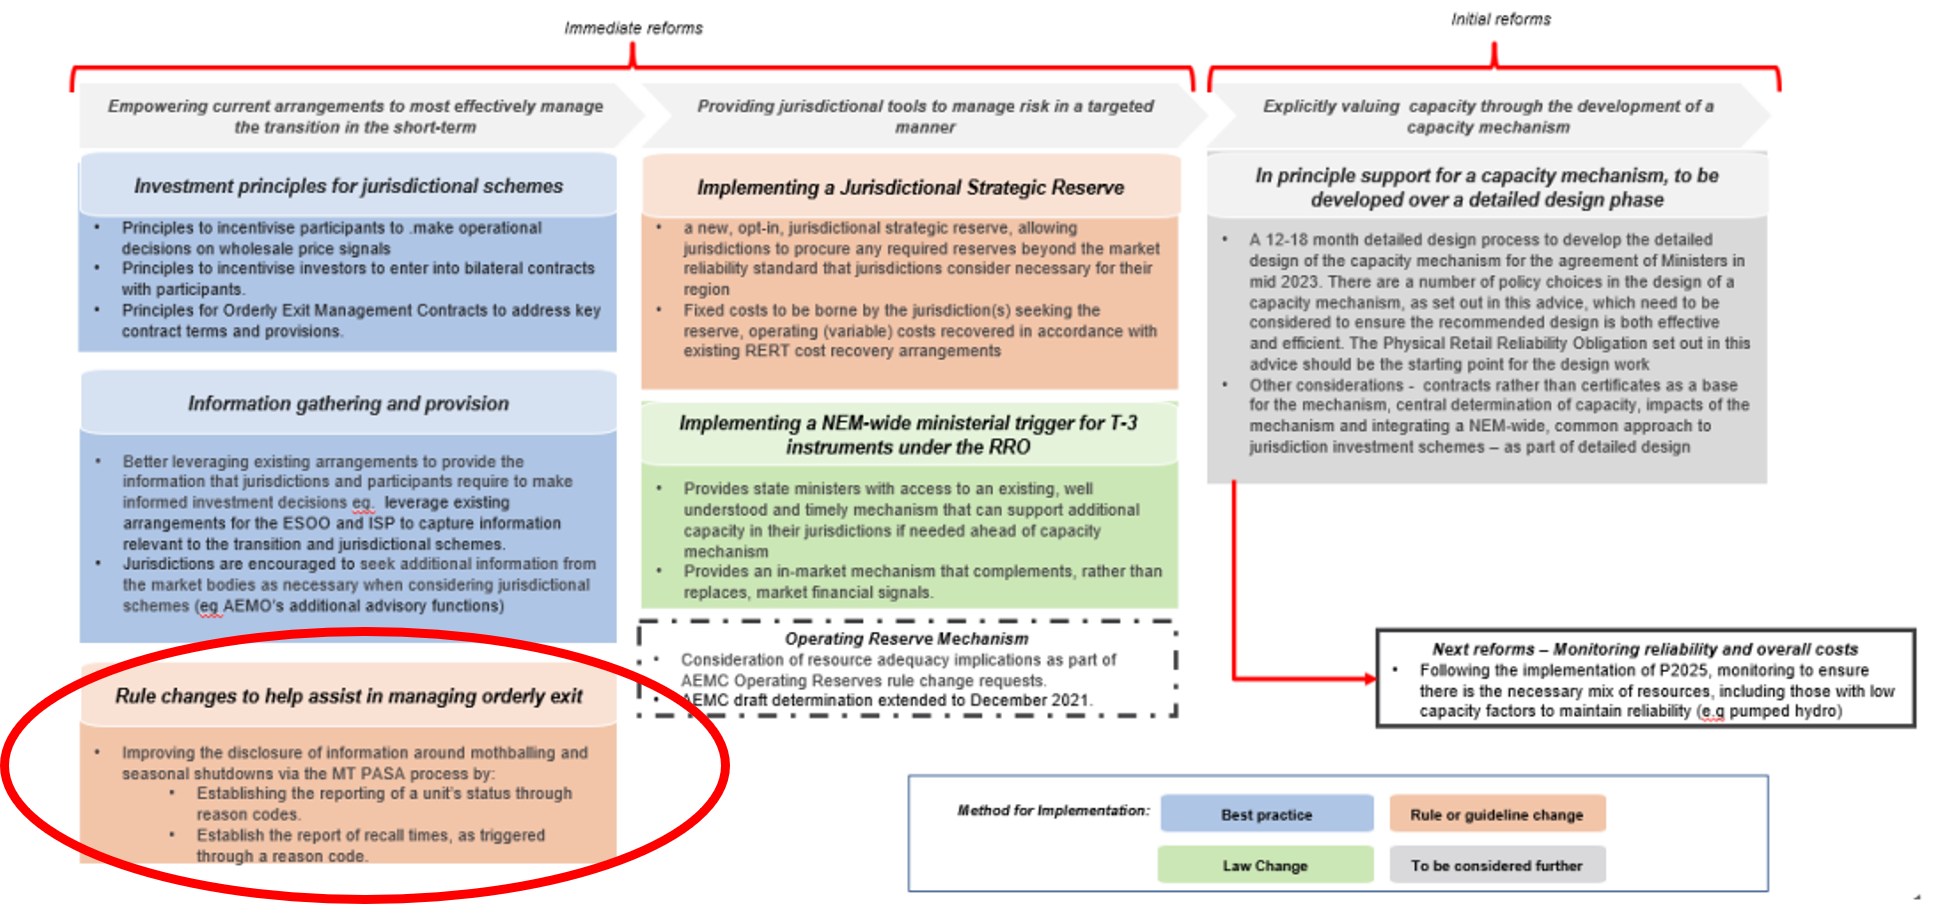 Immediate reforms
Initial reforms
Empowering current arrangements to most effectively manage
the transition in the short-term
Providing jurisdictional tools to manage risk in a targeted
manner
Explicitly valuing capacity through the development of a
capacity mechanism
Investment principles for jurisdictional schemes
• Principles to incentivise participants to .make operational
decisions on wholesale price signals
• Principles to incentivise investors to enter into bilateral contracts
with participants.
• Principles for Orderly Exit Management Contracts to address key
contract terms and provisions.
Information gathering and provision
• Better leveraging existing arrangements to provide the
information that jurisdictions and participants require to make
informed investment decisions eg. leverage existing
arrangements for the ESOO and ISP to capture information
relevant to the transition and jurisdictional schemes.
• Jurisdictions are encouraged to seek additional information from
the market bodies as necessary when considering jurisdictional
schemes (eg AEMO's additional advisory functions)
Rule changes to help assist in managing orderly exit
• Improving the disclosure of information around mothballing and
seasonal shutdowns via the MT PASA process by:
• Establishing the reporting of a unit's status through
reason codes.
• Establish the report of recall times, as triggered
through a reason code.
Implementing a Jurisdictional Strategic Reserve
• a new, opt-in, jurisdictional strategic reserve, allowing
jurisdictions to procure any required reserves beyond the market
reliability standard that jurisdictions consider necessary for their
region
• Fixed costs to be borne by the jurisdiction(s) seeking the
reserve, operating (variable) costs recovered in accordance with
existing RERT cost recovery arrangements
Implementing a NEM-wide ministerial trigger for T-3
instruments under the RRO
• Provides state ministers with access to an existing, well
understood and timely mechanism that can support additional
capacity in their jurisdictions if needed ahead of capacity
mechanism
• Provides an in-market mechanism that complements, rather than
replaces, market financial signals.
Operating Reserve Mechanism
• Consideration of resource adequacy implications as part of
AEMC Operating Reserves rule change requests.
• AEMC draft determination extended to December 2021.
In principle support for a capacity mechanism, to be
developed over a detailed design phase
• A 12-18 month detailed design process to develop the detailed
design of the capacity mechanism for the agreement of Ministers in
mid 2023. There are a number of policy choices in the design of a
capacity mechanism, as set out in this advice, which need to be
considered to ensure the recommended design is both effective
and efficient. The Physical Retail Reliability Obligation set out in this
advice should be the starting point for the design work
• Other considerations - contracts rather than certificates as a base
for the mechanism, central determination of capacity, impacts of the
mechanism and integrating a NEM-wide, common approach to
jurisdiction investment schemes – as part of detailed design
Next reforms – Monitoring reliability and overall costs
• Following the implementation of P2025, monitoring to ensure
there is the necessary mix of resources, including those with low
capacity factors to maintain reliability (e.g pumped hydro)
Method for Implementation:
Best practice
Rule or guideline change
Law Change
To be considered further